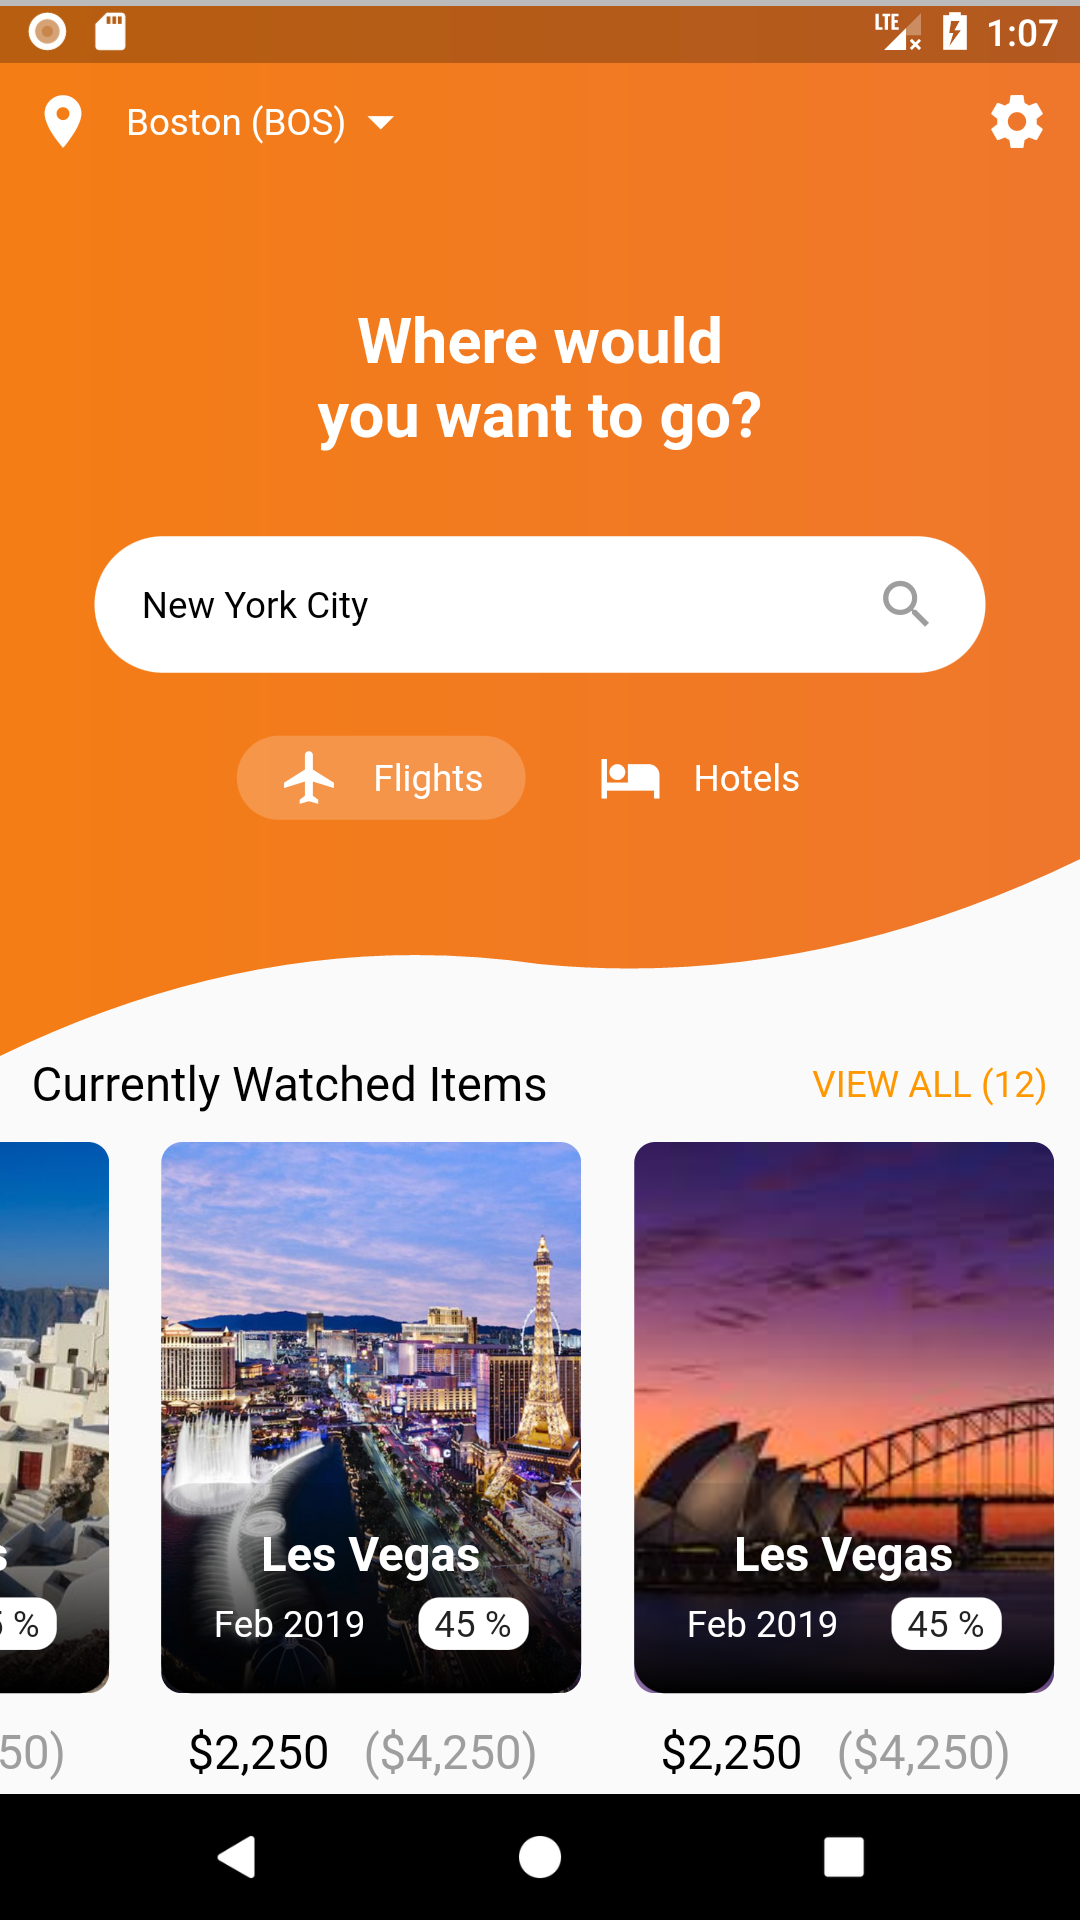 LTE 1:07
Boston (BOS)
Where would
you want to go?
New York City
Flights Hotels
Currently Watched Items VIEW ALL (12)
Les Vegas Les Vegas
% Feb 2019 45 % Feb 2019 45 %
50) $2,250 ($4,250) $2,250 ($4,250)